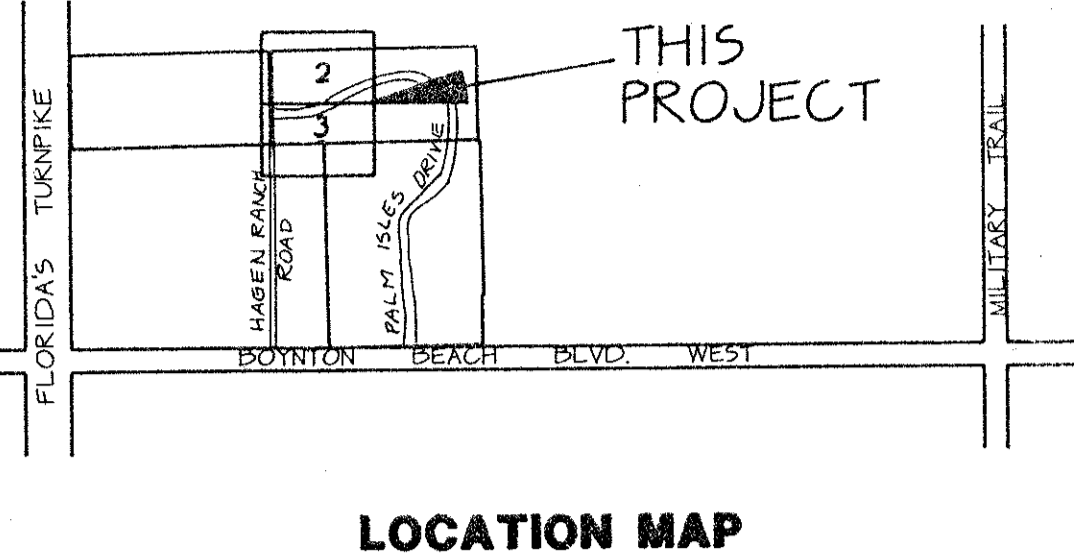 THIS
PROJECT
2
3
FLORIDA'S TURNPIKE
HAGEN RANCH
ROAD
PALM ISLES DRIVE
MILITARY TRAIL
BOYNTON BEACH BLVD. WEST
LOCATION MAP